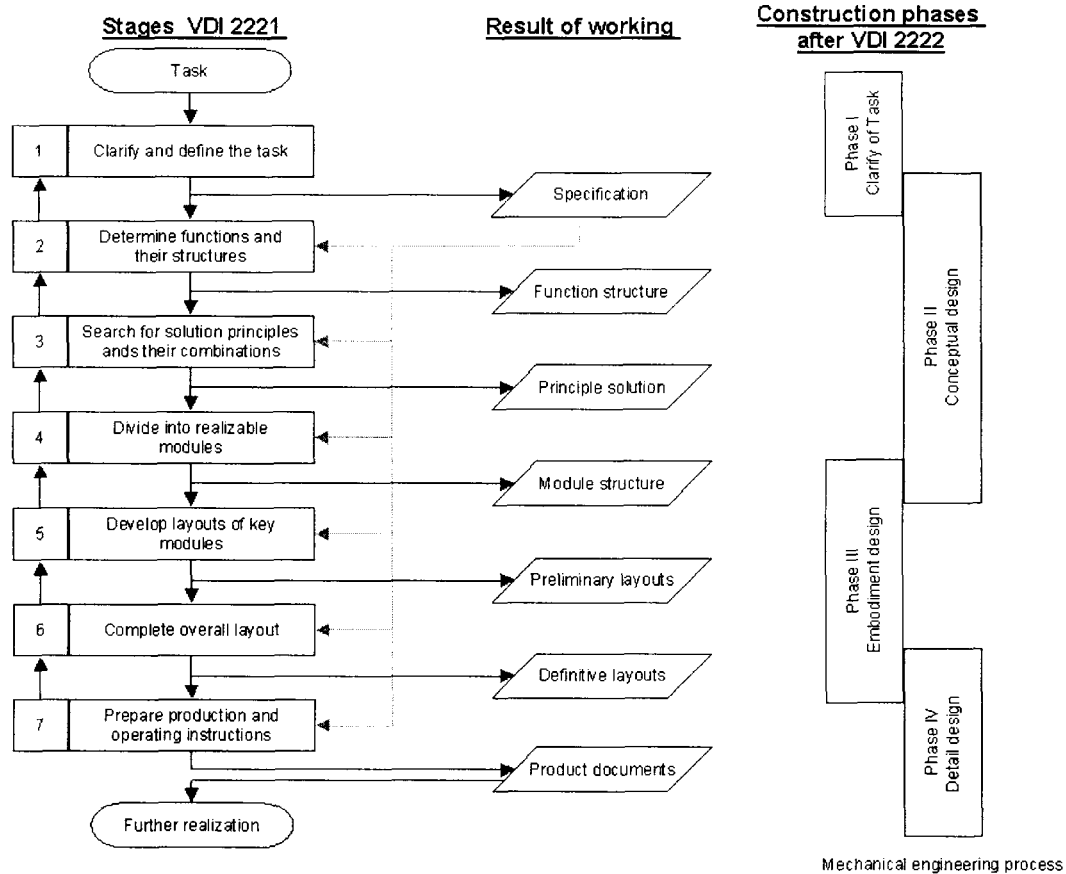 Stages VDI 2221
Result of working
Construction phases
after VDI 2222
Task
1
Clarify and define the task
Specification
2
Determine functions and
their structures
Function structure
3
Search for solution principles
ands their combinations
Principle solution
4
Divide into realizable
modules
Module structure
5
Develop layouts of key
modules
Preliminary layouts
6
Complete overall layout
Definitive layouts
7
Prepare production and
operating instructions
Product documents
Further realization
Phase I
Clarify of Task
Phase II
Conceptual design
Phase III
Embodiment design
Phase IV
Detail design
Mechanical engineering process